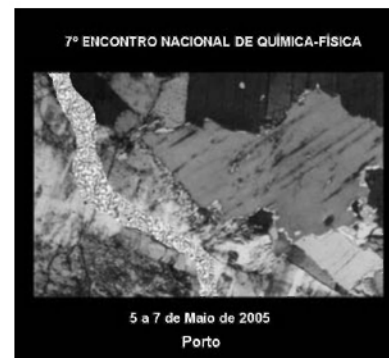 7º ENCONTRO NACIONAL DE QUÍMICA-FÍSICA
5 a 7 de Maio de 2005
Porto